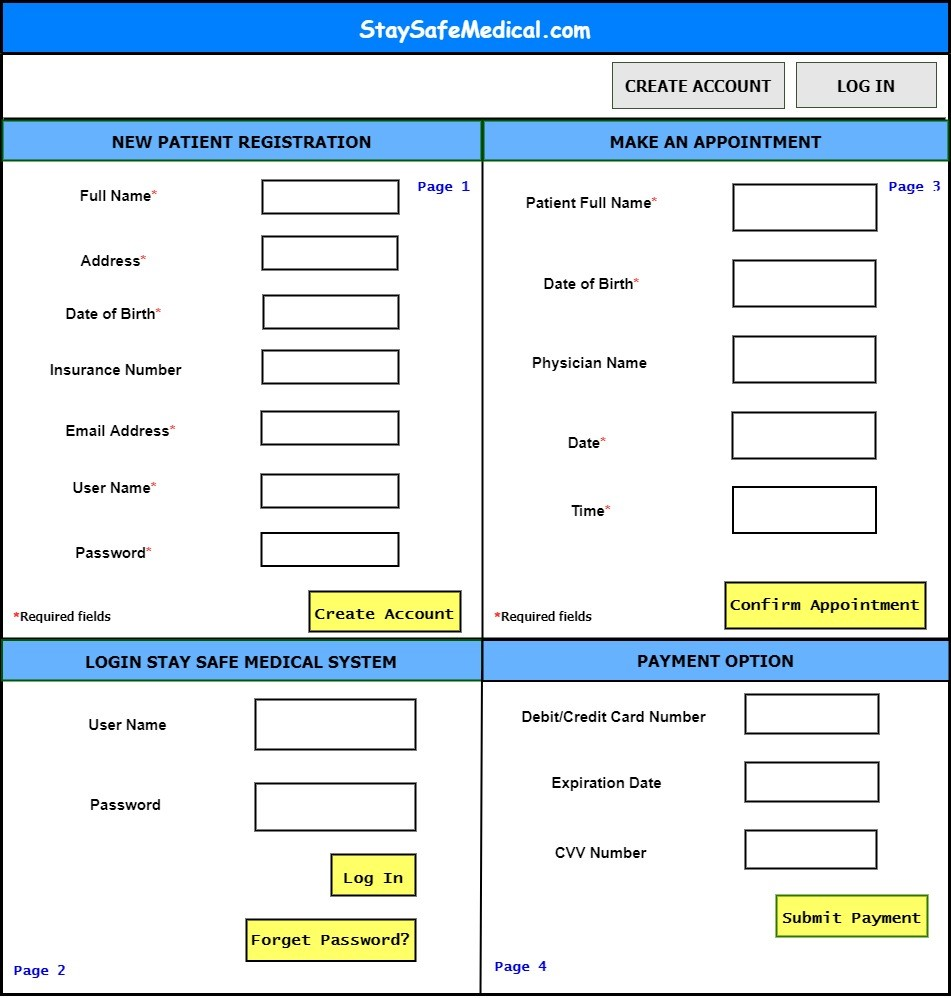 StaySafeMedical.com
CREATE ACCOUNT
LOG IN
NEW PATIENT REGISTRATION
Page 1
Full Name*
Address*
Date of Birth*
Insurance Number
Email Address*
User Name*
Password*
*Required fields
Create Account
MAKE AN APPOINTMENT
Page 3
Patient Full Name*
Date of Birth*
Physician Name
Date*
Time*
*Required fields
Confirm Appointment
LOGIN STAY SAFE MEDICAL SYSTEM
User Name
Password
Log In
Forget Password?
Page 2
PAYMENT OPTION
Debit/Credit Card Number
Expiration Date
CVV Number
Submit Payment
Page 4